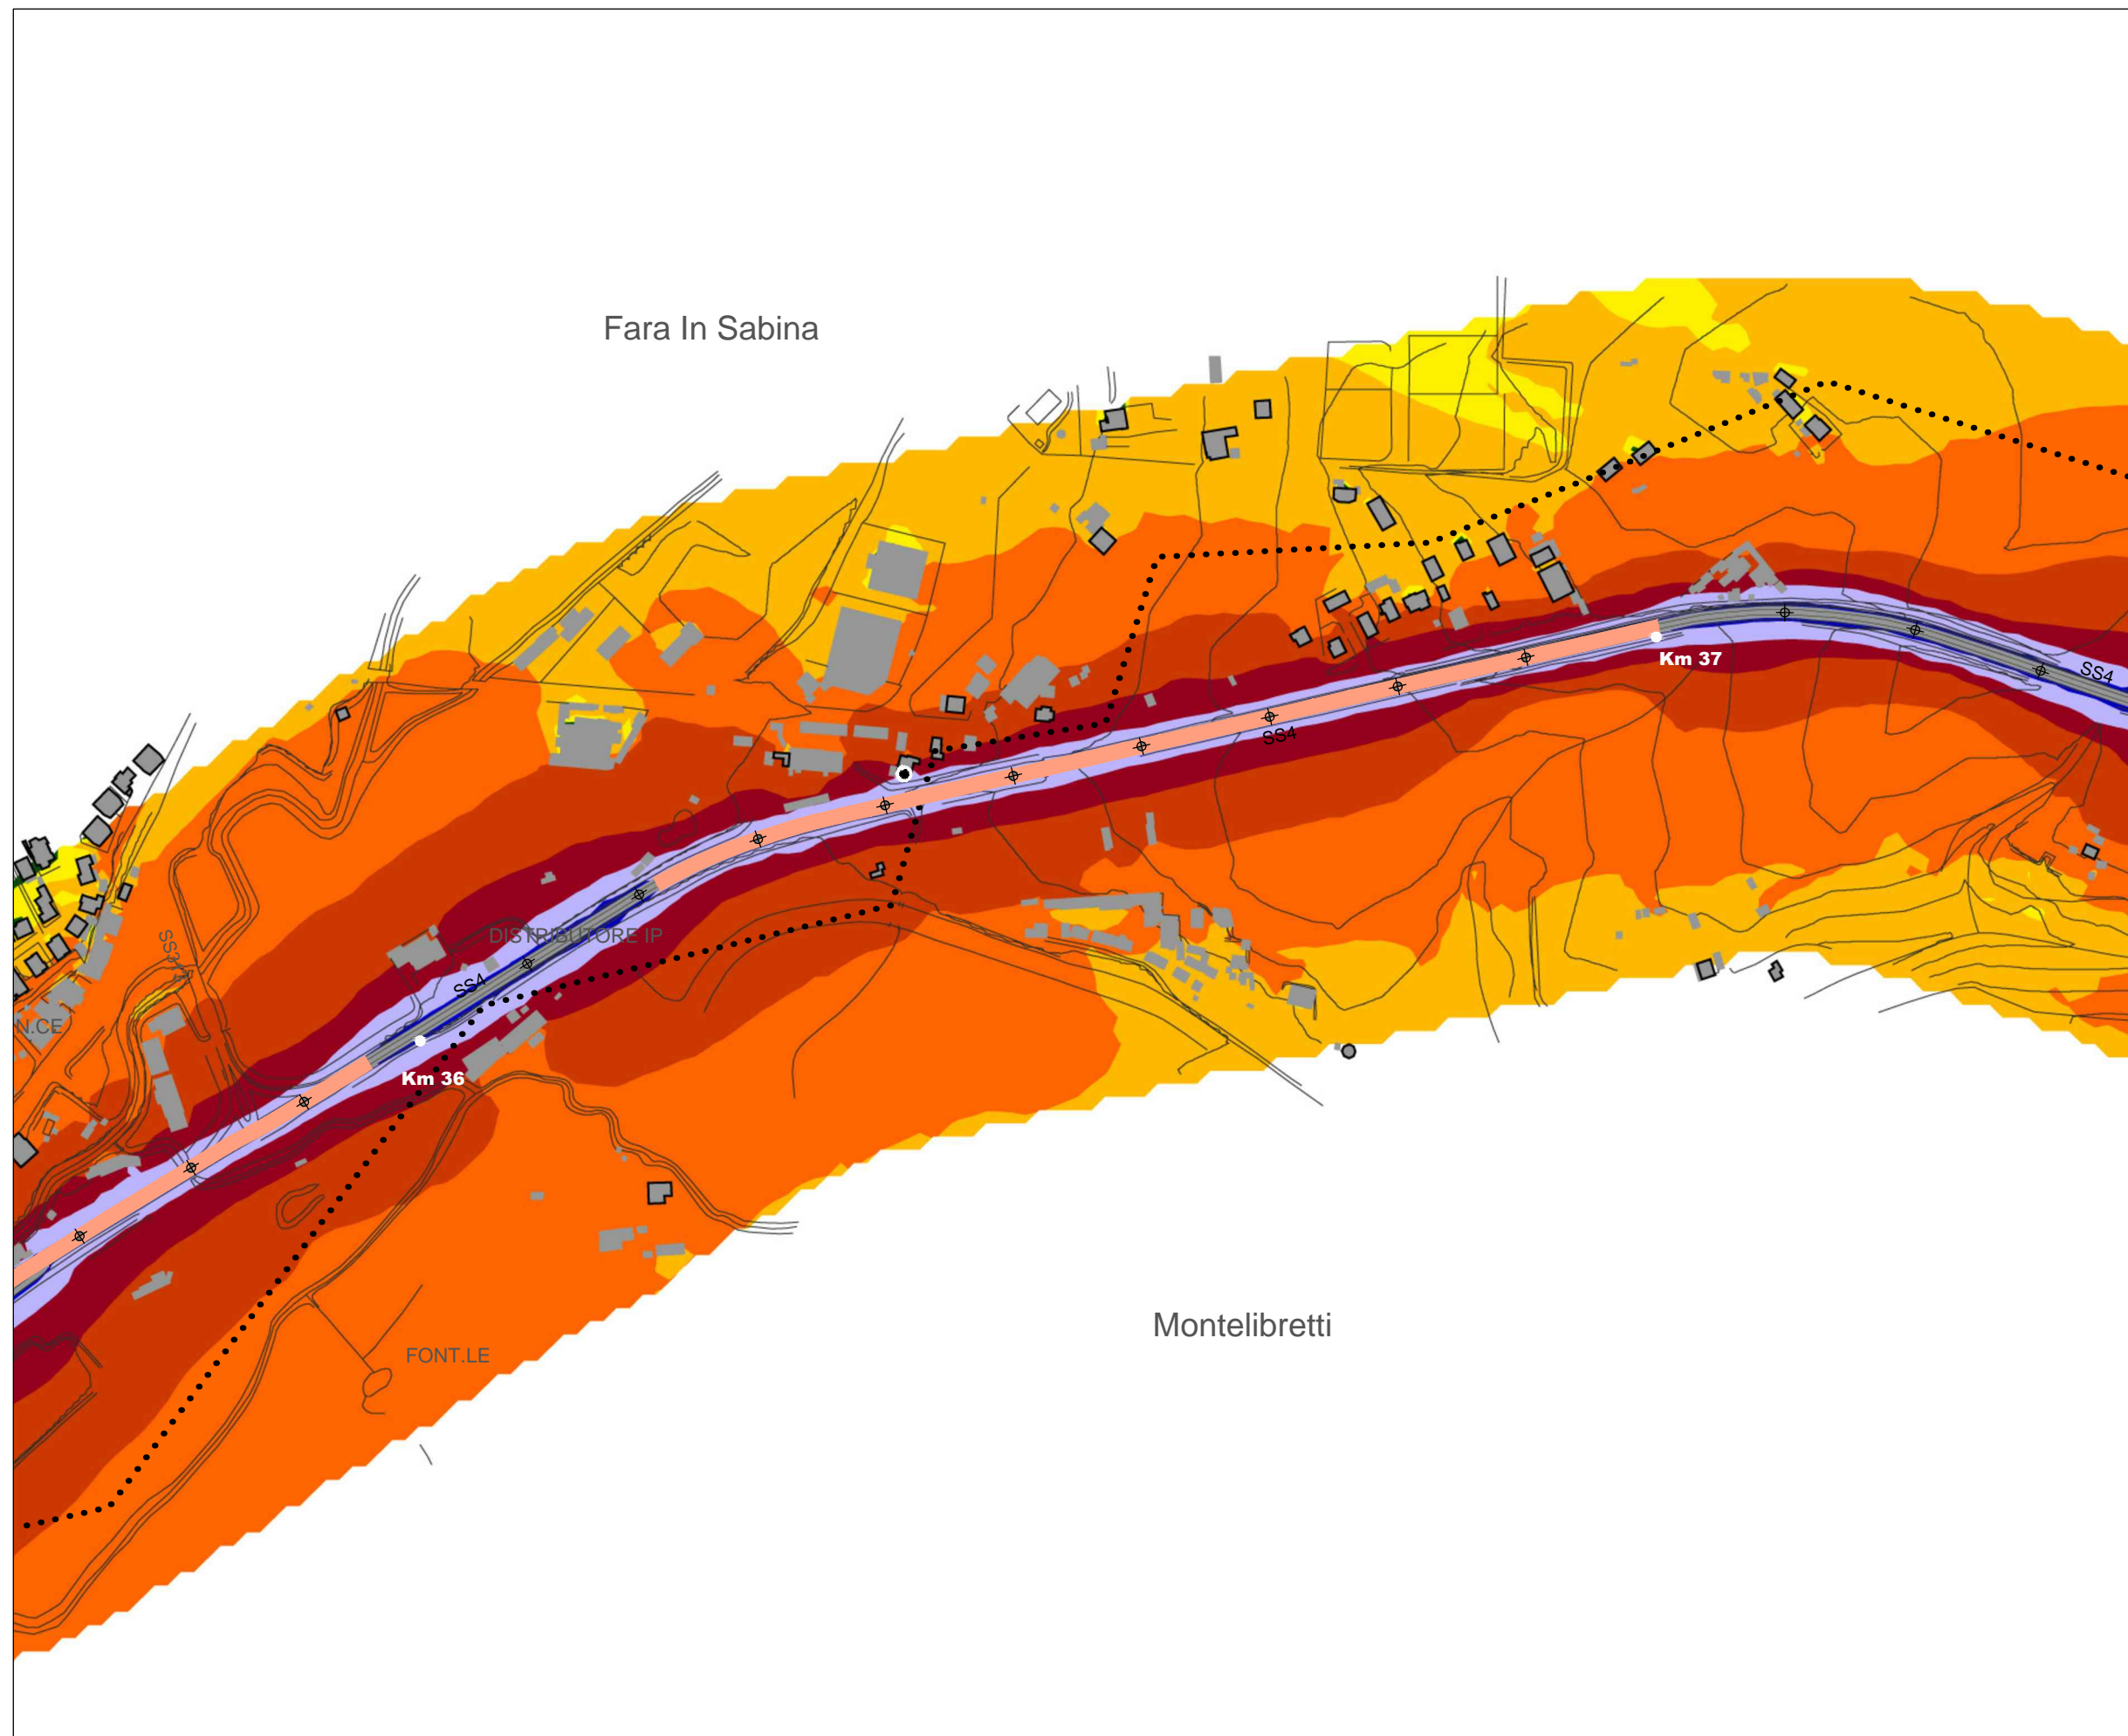 Fara In Sabina
Km 37
SS4
SS4
DISTRIBUTORE IP
SS4
N.CE
Km 36
Montelibretti
FONT.LE